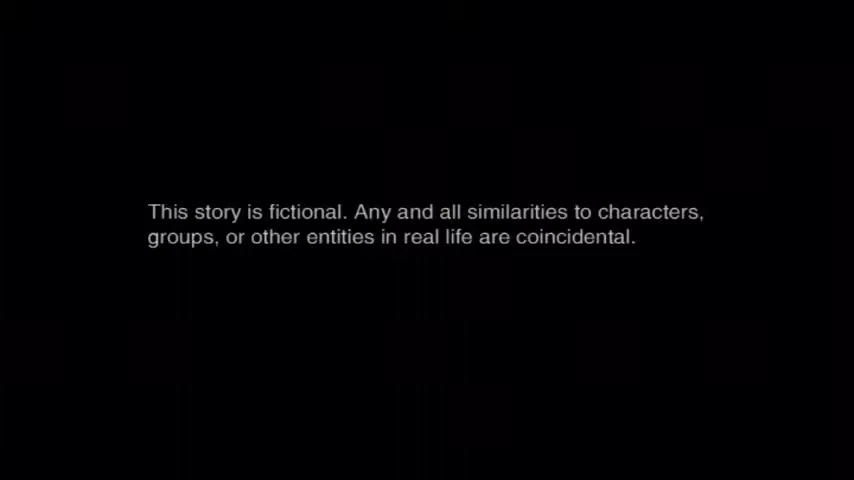 This story is fictional. Any and all similarities to characters,
groups, or other entities in real life are coincidental.